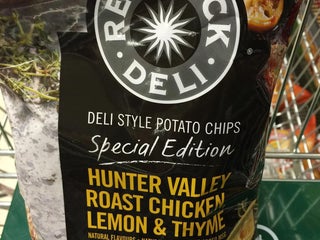 RE CK
DELI
DELI STYLE POTATO CHIPS
Special Edition
HUNTER VALLEY
ROAST CHICKEN
LEMON & THYME
NATURAL FLAVOURS